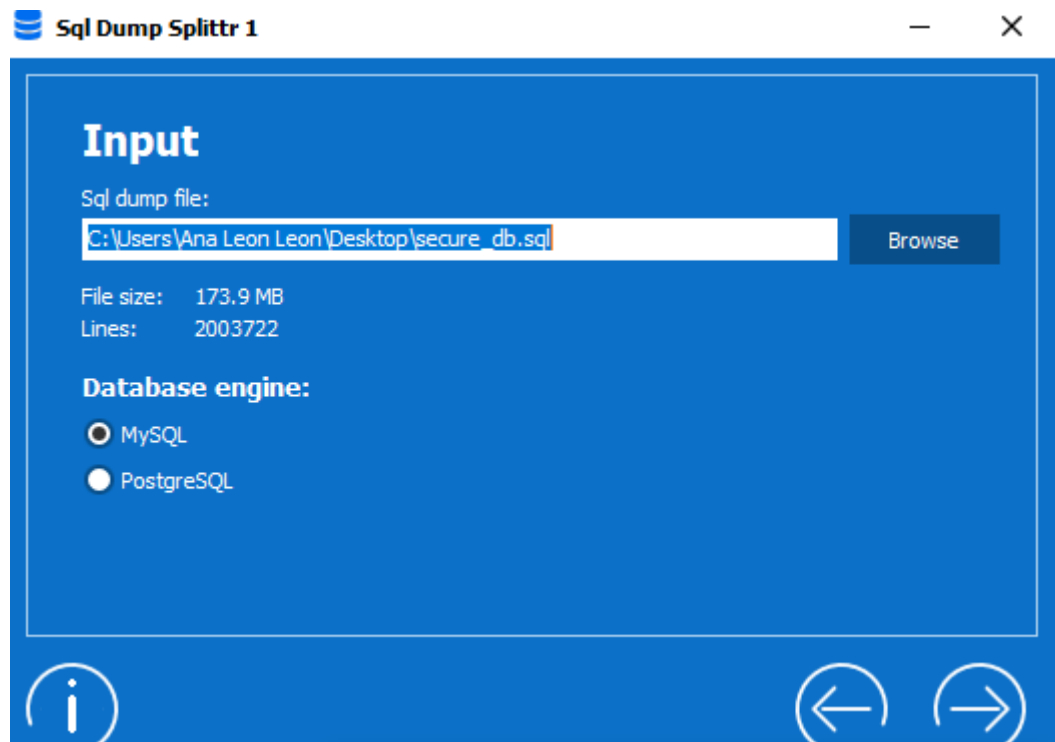 Sql Dump Splittr 1
Input
Sql dump file:
C:\Users\Ana Leon Leon\Desktop\secure_db.sql
Browse
File size: 173.9 MB
Lines: 2003722
Database engine:
MySQL
PostgreSQL
i